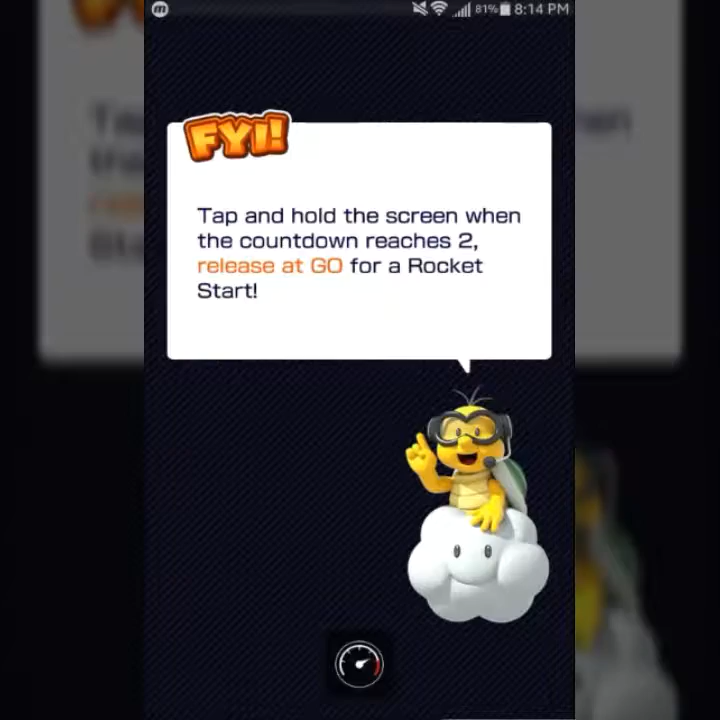 81% 8:14 PM
FYI!
Tap and hold the screen when
the countdown reaches 2,
release at GO for a Rocket
Start!